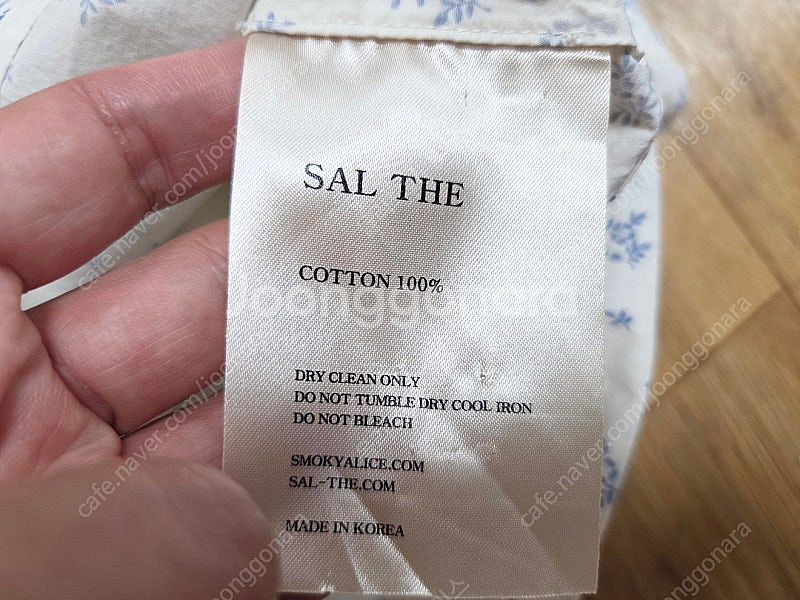 SAL THE
COTTON 100%
DRY CLEAN ONLY
DO NOT TUMBLE DRY COOL IRON
DO NOT BLEACH
SMOKYALICE.COM
SAL-THE.COM
MADE IN KOREA
Joonggonara
cafe.naver.com/joonggonara
cafe.naver.com/joonggonara
cafe.naver.com/joonggonara
cafe.naver.com/joonggonara